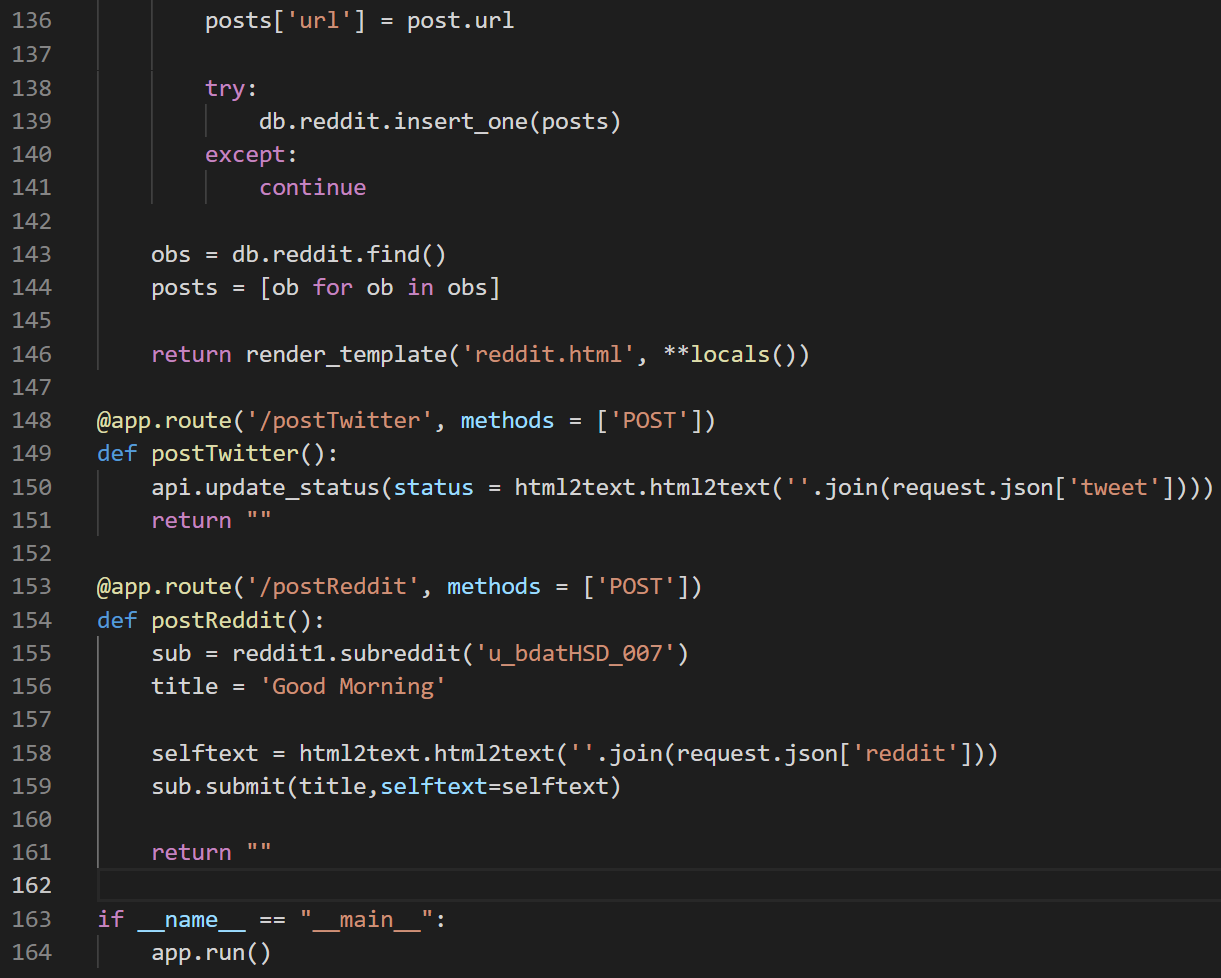 136 posts['url'] = post.url
137
138 try:
139 db.reddit.insert_one(posts)
140 except:
141 continue
142
143 obs = db.reddit.find()
144 posts = [ob for ob in obs]
145
146 return render_template('reddit.html', **locals())
147
148 @app.route('/postTwitter', methods = ['POST'])
149 def postTwitter():
150 api.update_status(status = html2text.html2text(''.join(request.json['tweet'])))
151 return ""
152
153 @app.route('/postReddit', methods = ['POST'])
154 def postReddit():
155 sub = reddit1.subreddit('u_bdatHSD_007')
156 title = 'Good Morning'
157
158 selftext = html2text.html2text(''.join(request.json['reddit']))
159 sub.submit(title,selftext=selftext)
160
161 return ""
162
163 if __name__ == "__main__":
164 app.run()